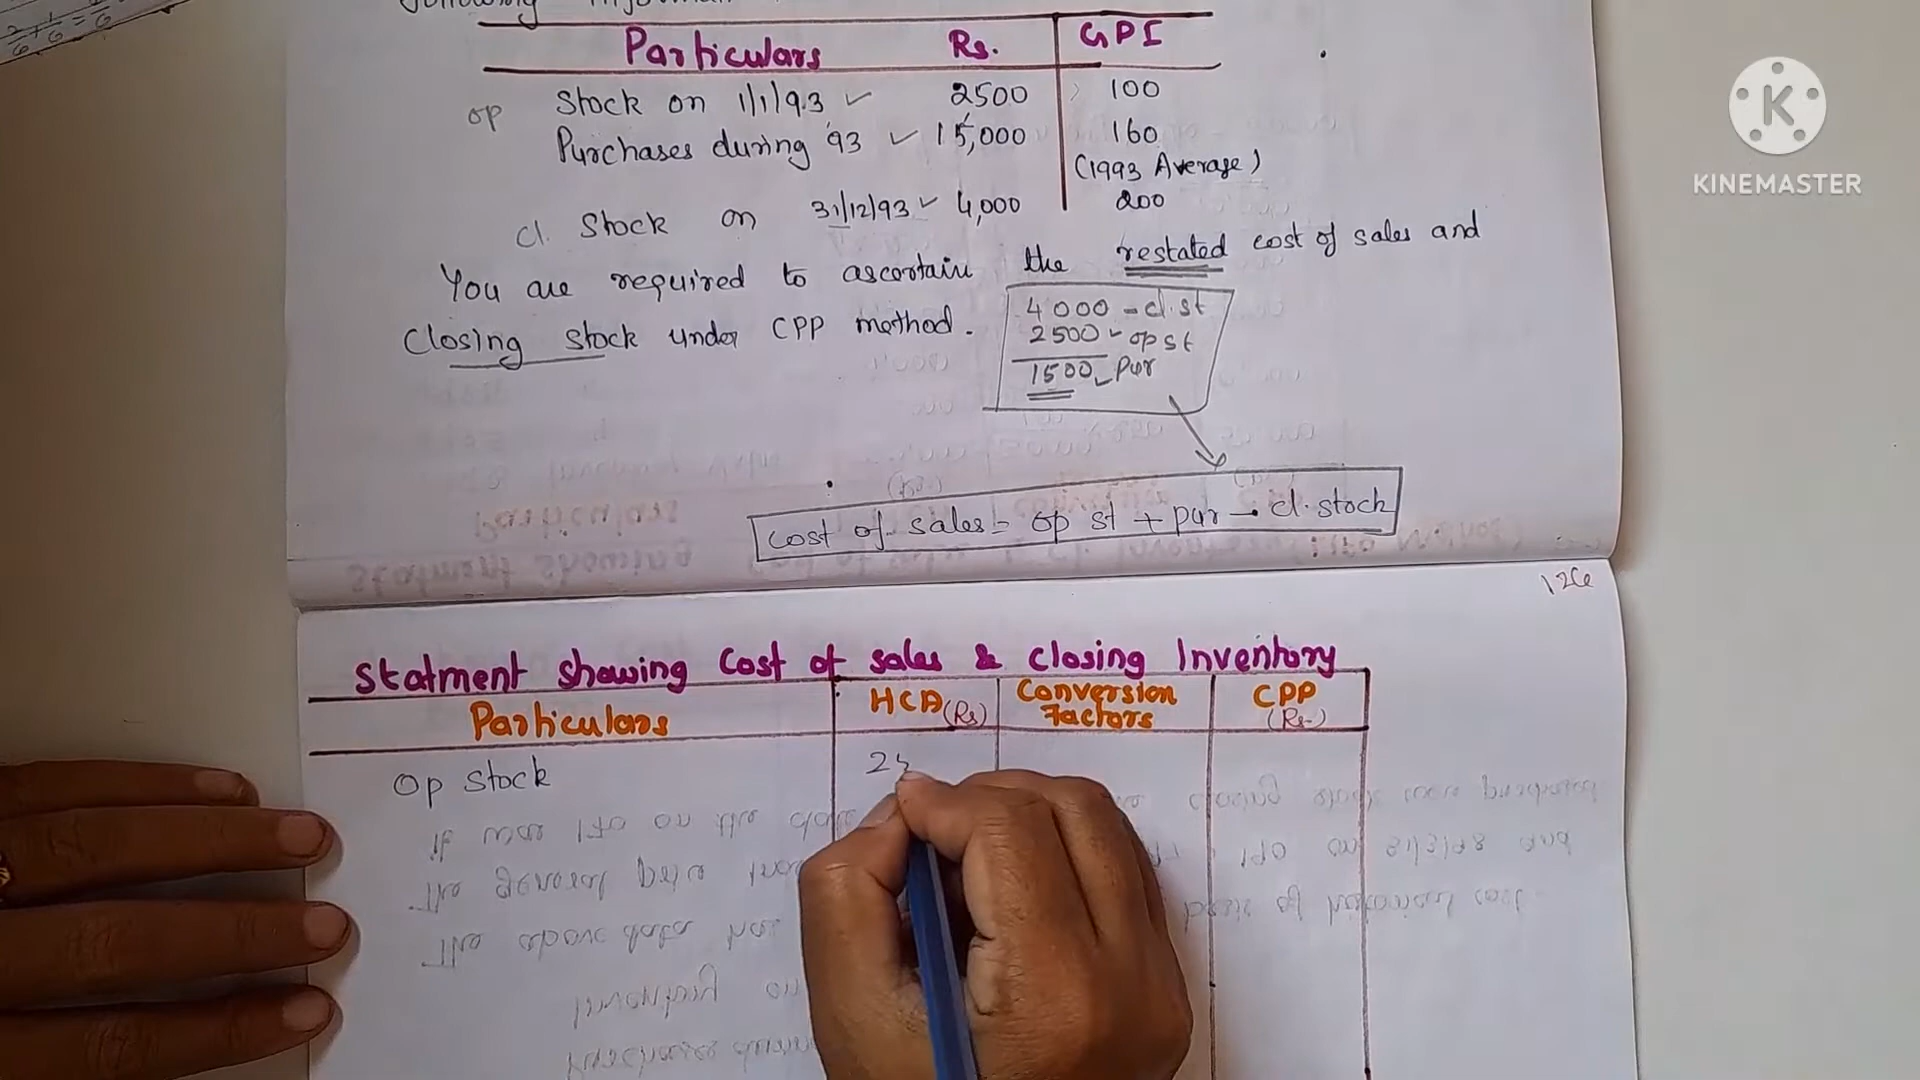 Particulars Rs. GPI
op Stock on 1/1/93 2500 100
Purchases during '93 15,000 160
(1993 Average)
cl. Stock on 31/12/93 4,000 200
You are required to ascertain the restated cost of sales and
Closing stock under CPP method.
4000 - cl. st
2500 - op st
1500 - pur
Cost of sales = op st + pur - cl. stock
126
Statment showing Cost of sales & closing Inventory
Particulars HCA (Rs) Conversion Factors CPP (Rs.)
Op stock 25
K
KINEMASTER